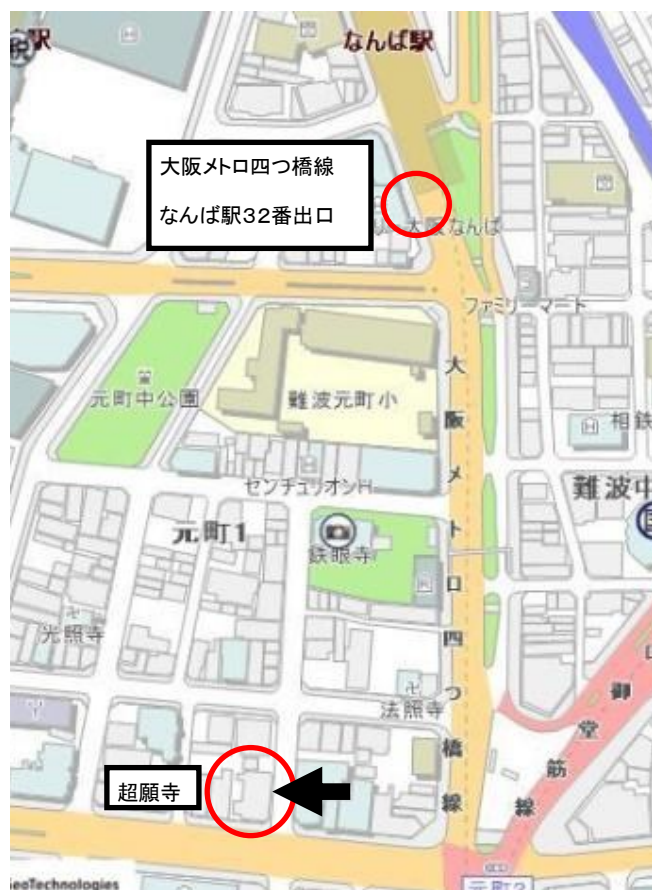 駅
なんば駅
大阪メトロ四つ橋線
なんば駅32番出口
大阪なんば
ファミリーマート
大阪メトロ四つ橋線
元町中公園
難波元町小
相鉄
センチュリオンH
難波中
元町1
鉄眼寺
光照寺
法照寺
御堂筋線
超願寺
元町2
eoTechnologies